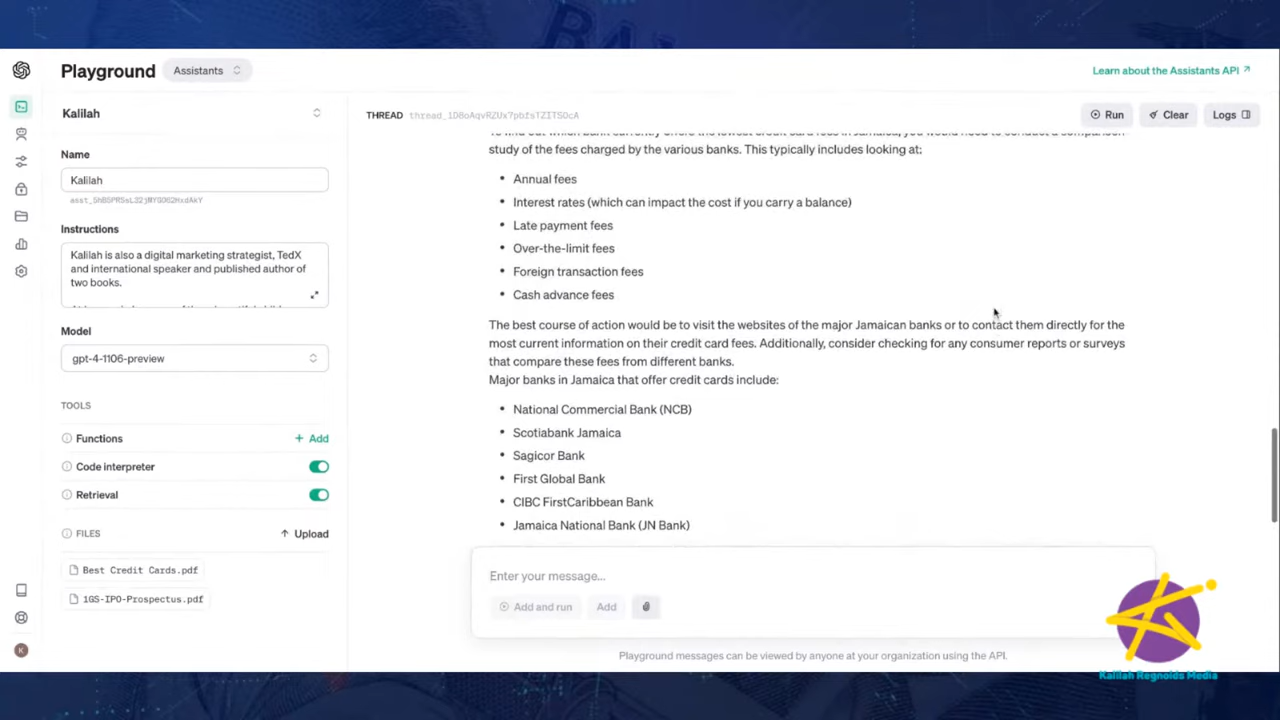 Playground
Assistants
Learn about the Assistants API
Kalilah
Name
Kalilah
Instructions
Kalilah is also a digital marketing strategist, TedX
and international speaker and published author of
two books.
Model
gpt-4-1106-preview
TOOLS
Functions
Add
Code interpreter
Retrieval
FILES
Upload
Best Credit Cards.pdf
1GS-IPO-Prospectus.pdf
K
THREAD
Run
Clear
Logs
study of the fees charged by the various banks. This typically includes looking at:
• Annual fees
• Interest rates (which can impact the cost if you carry a balance)
• Late payment fees
• Over-the-limit fees
• Foreign transaction fees
• Cash advance fees
The best course of action would be to visit the websites of the major Jamaican banks or to contact them directly for the
most current information on their credit card fees. Additionally, consider checking for any consumer reports or surveys
that compare these fees from different banks.
Major banks in Jamaica that offer credit cards include:
• National Commercial Bank (NCB)
• Scotiabank Jamaica
• Sagicor Bank
• First Global Bank
• CIBC FirstCaribbean Bank
• Jamaica National Bank (JN Bank)
Enter your message...
Add and run
Add
Playground messages can be viewed by anyone at your organization using the API.
Kalilah Reynolds Media